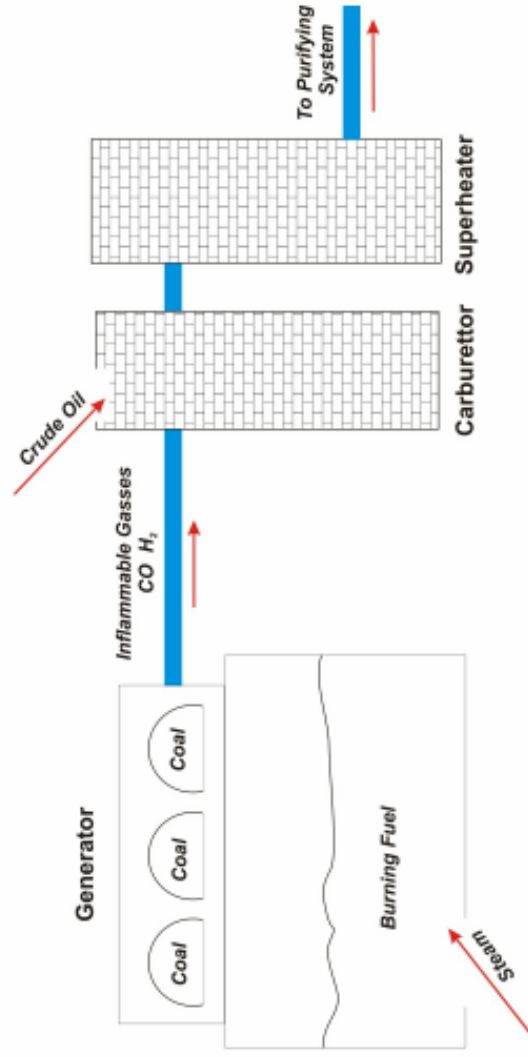 Generator
Coal
Coal
Coal
Burning Fuel
Steam
Inflammable Gasses
CO H₂
Crude Oil
Carburettor
Superheater
To Purifying
System